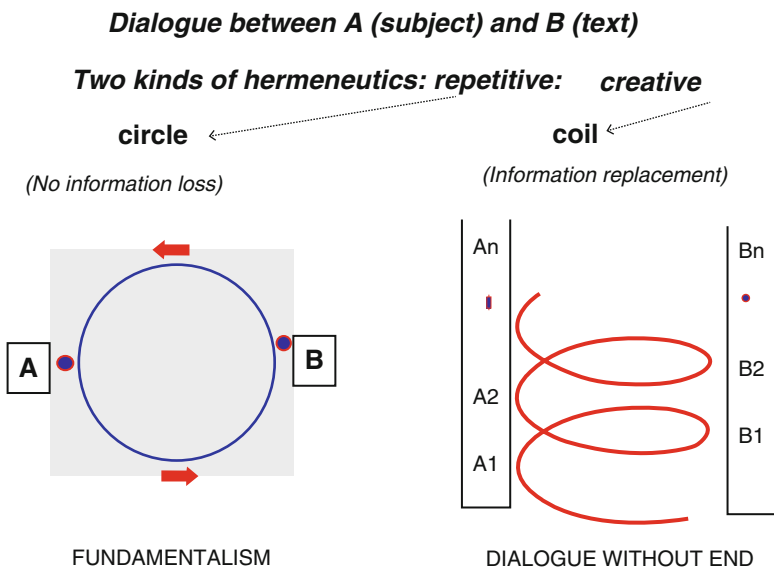 Dialogue between A (subject) and B (text)
Two kinds of hermeneutics: repetitive: creative
circle
coil
(No information loss)
(Information replacement)
A
B
An
Bn
A2
B2
A1
B1
FUNDAMENTALISM
DIALOGUE WITHOUT END